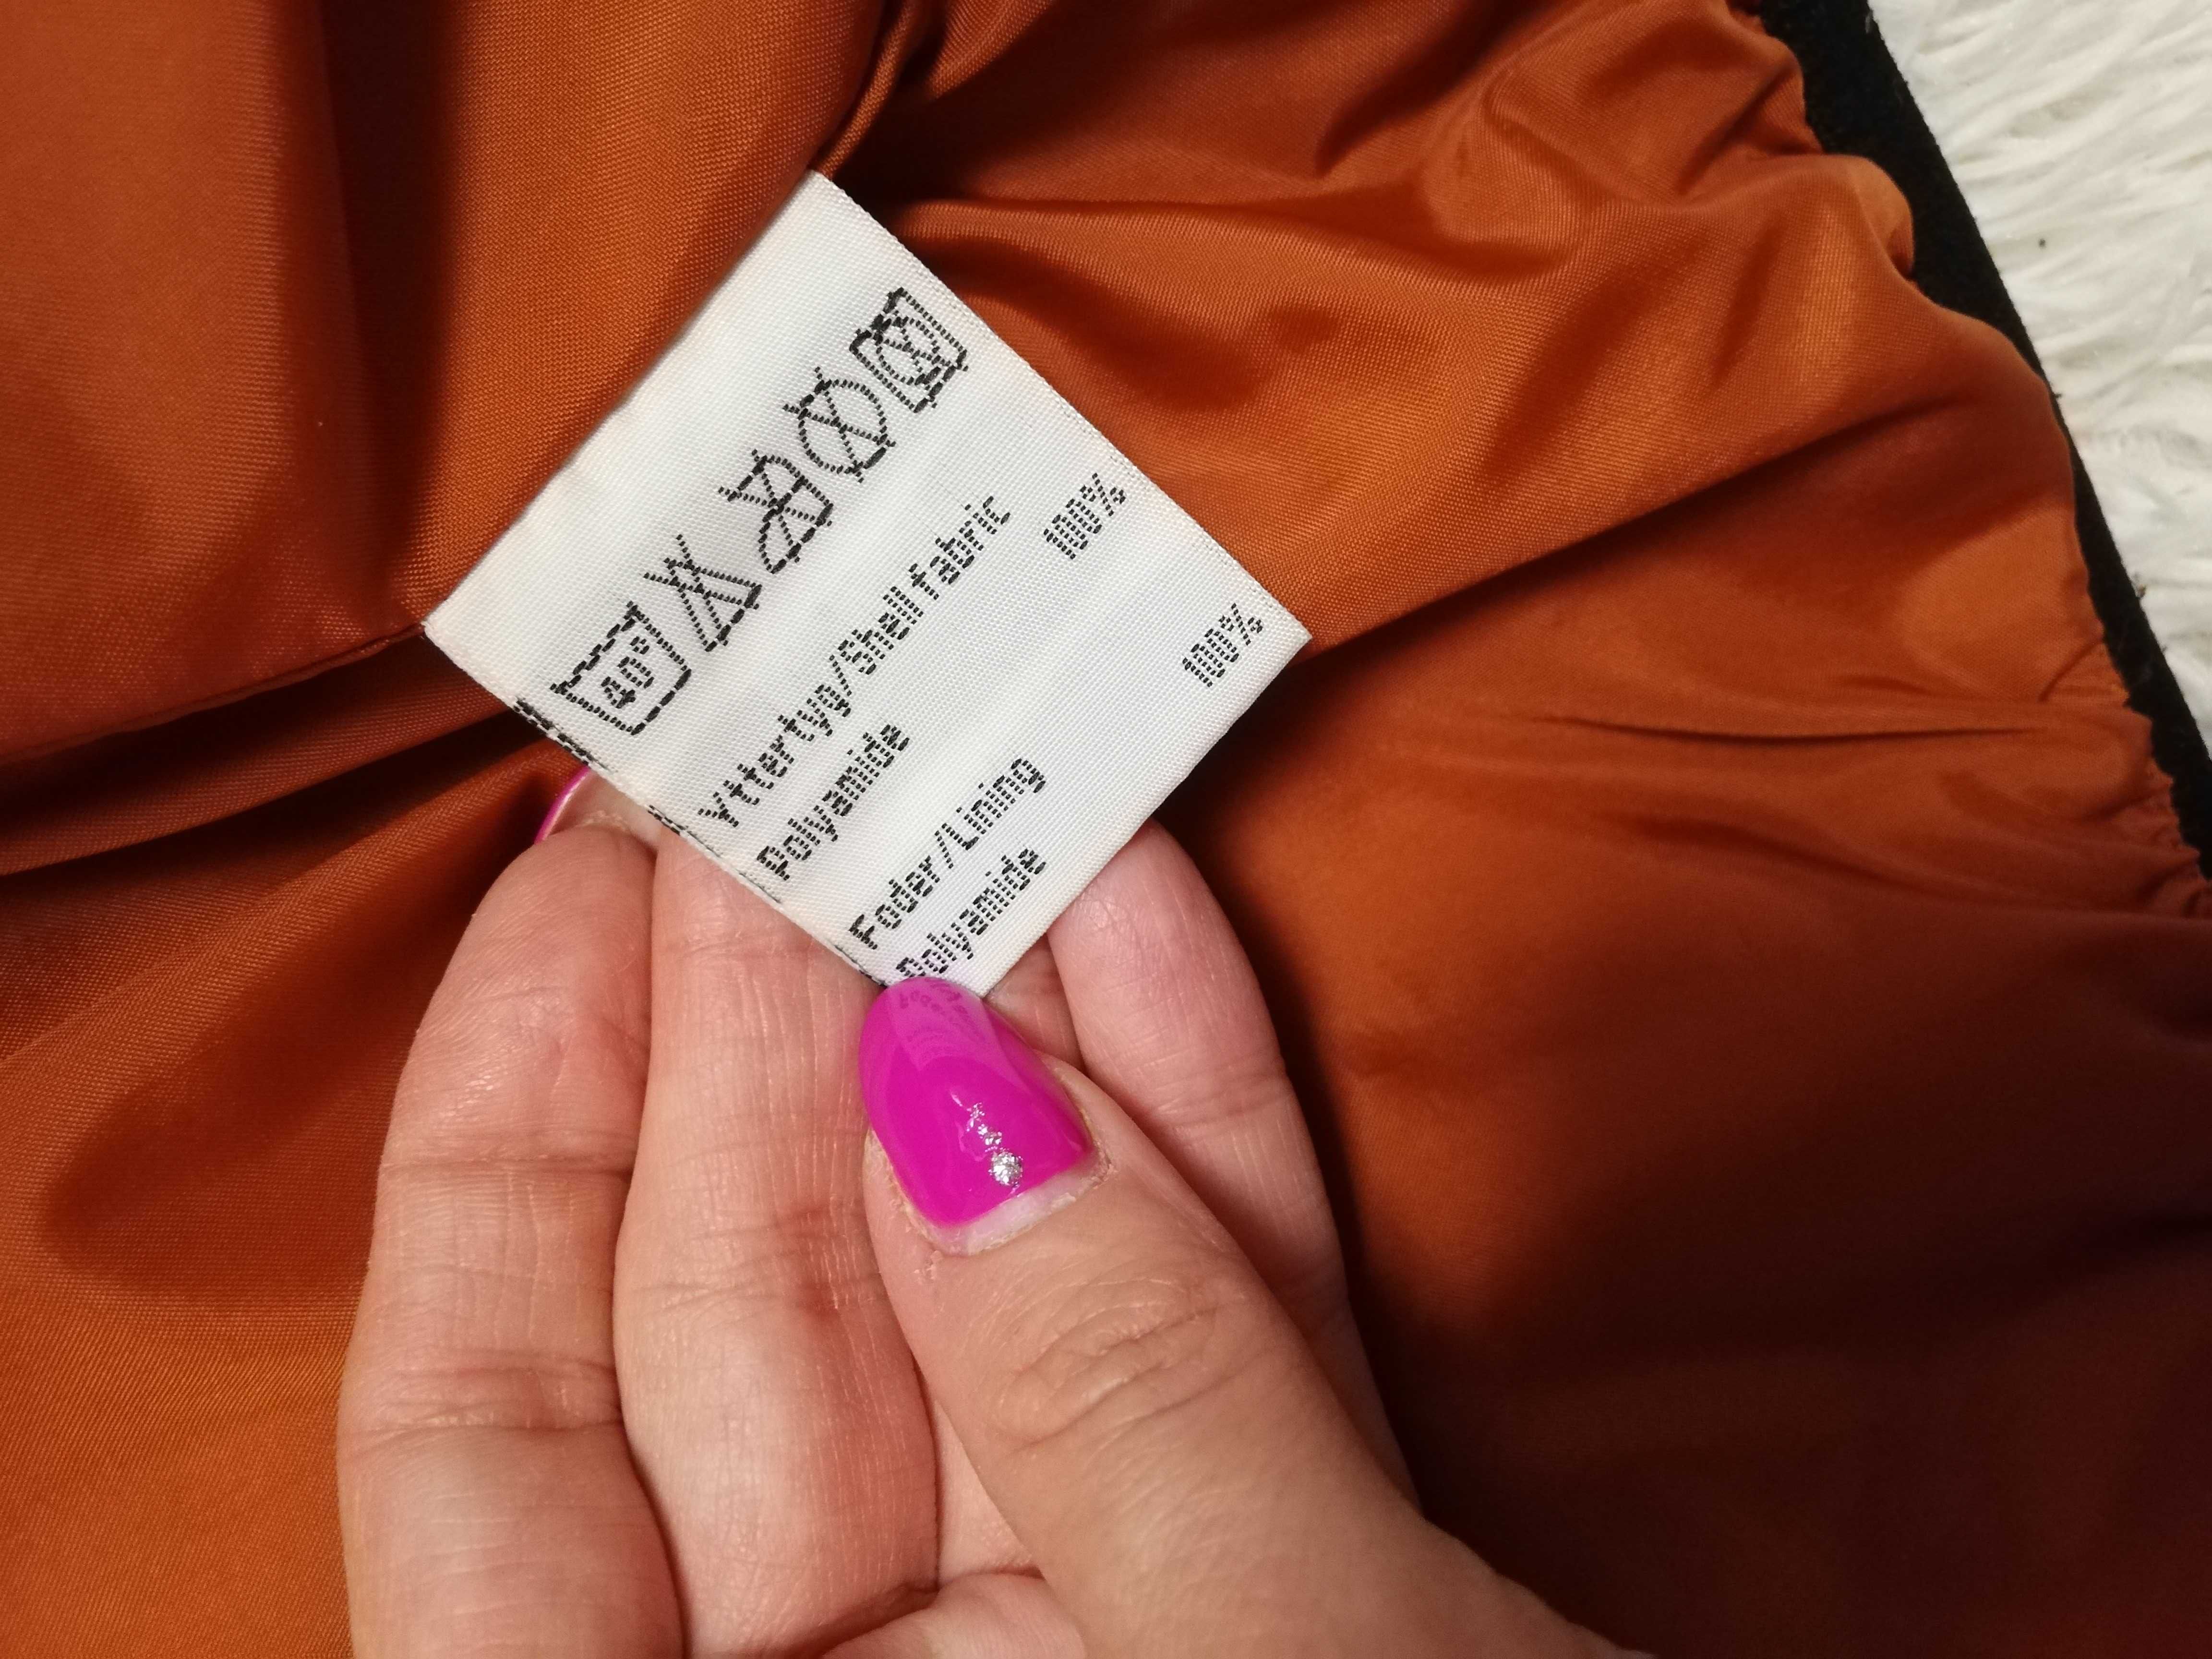 40°
Yttertyg/Shell fabric
Polyamide 100%
Foder/Lining
Polyamide 100%